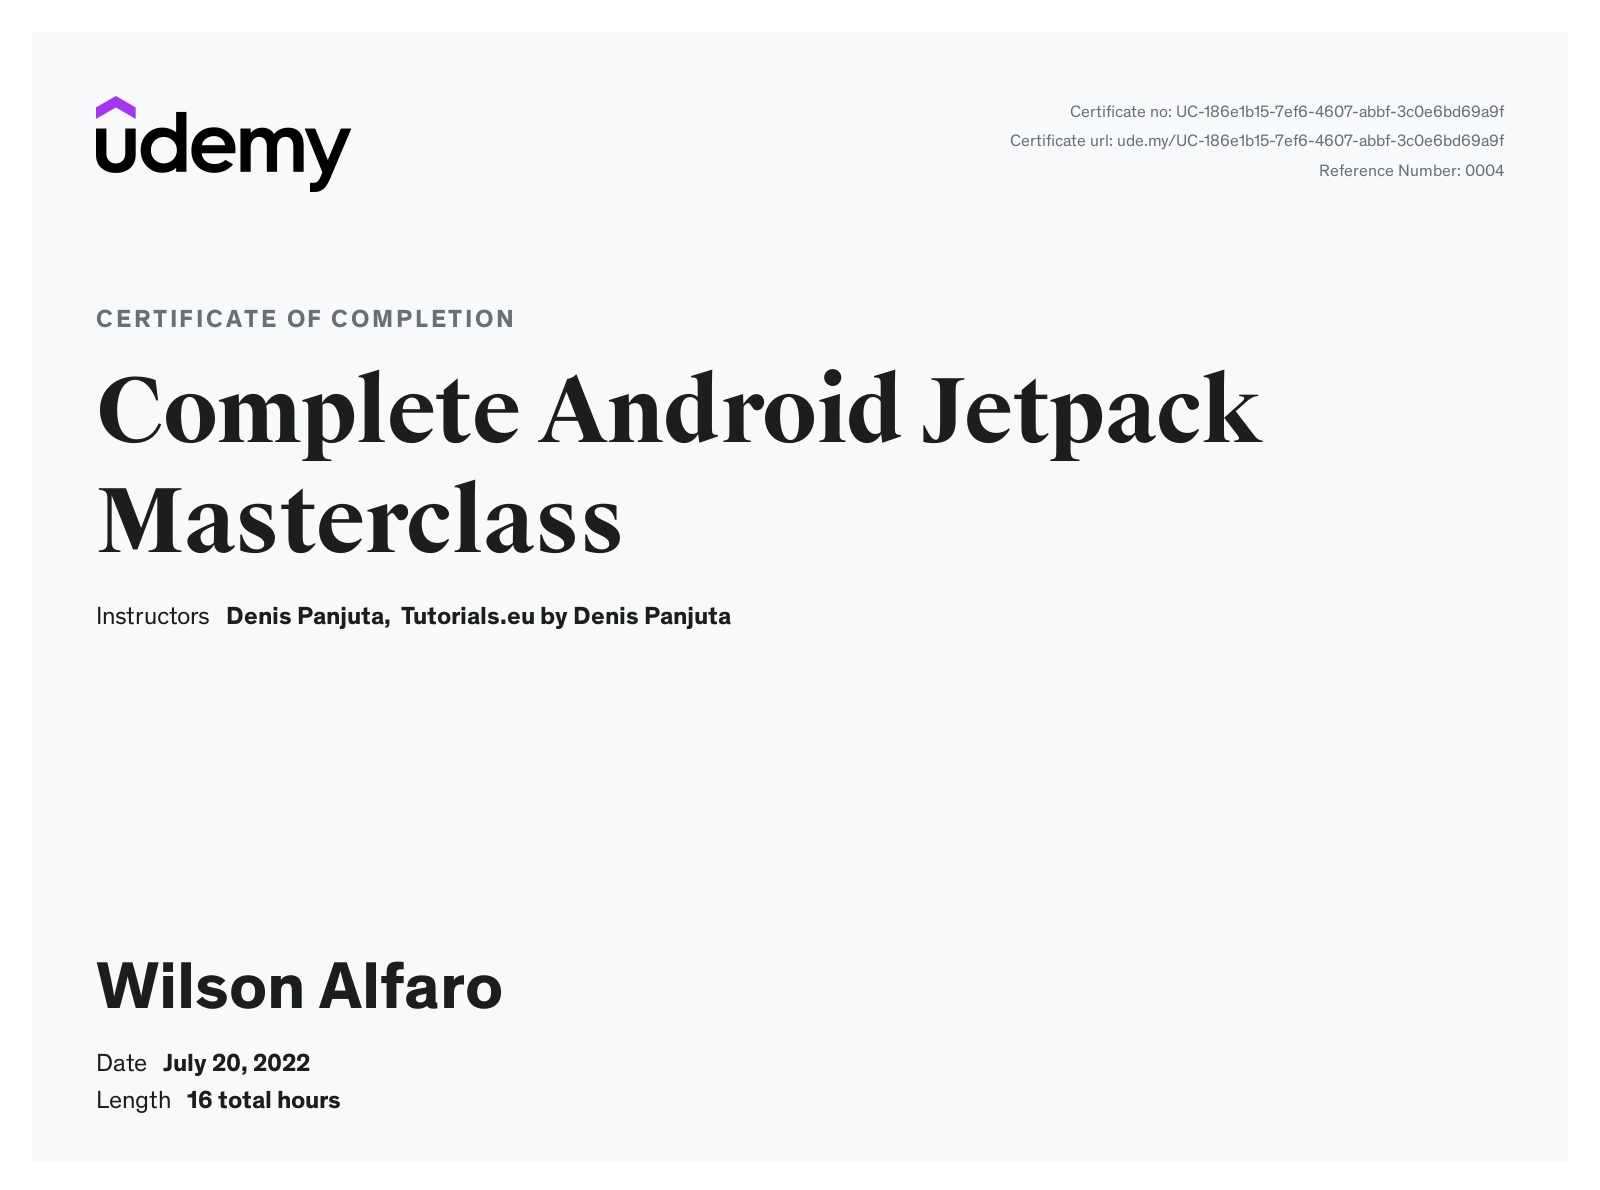 udemy
Certificate no: UC-186e1b15-7ef6-4607-abbf-3c0e6bd69a9f
Certificate url: ude.my/UC-186e1b15-7ef6-4607-abbf-3c0e6bd69a9f
Reference Number: 0004
CERTIFICATE OF COMPLETION
Complete Android Jetpack
Masterclass
Instructors Denis Panjuta, Tutorials.eu by Denis Panjuta
Wilson Alfaro
Date July 20, 2022
Length 16 total hours